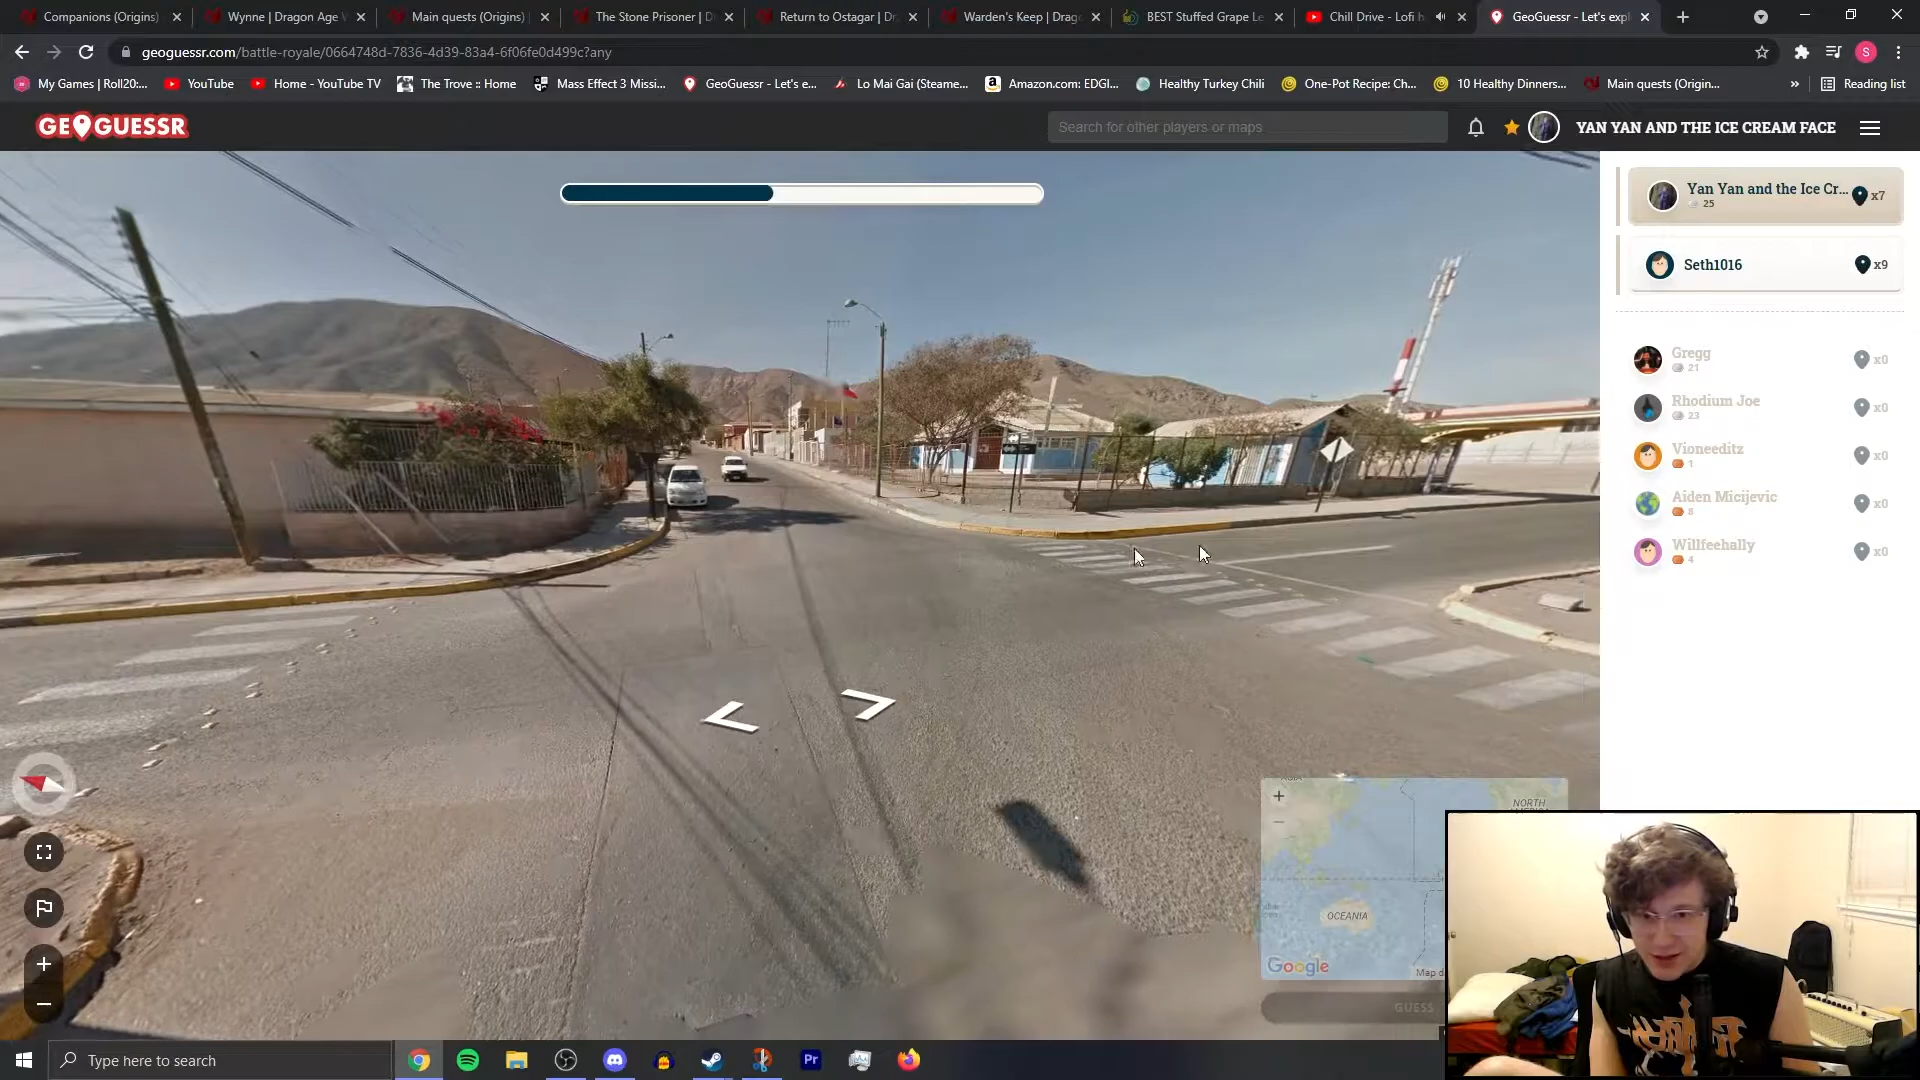 Companions (Origins)
Wynne | Dragon Age W
Main quests (Origins) |
The Stone Prisoner | D
Return to Ostagar | Dr
Warden's Keep | Drag
BEST Stuffed Grape Le
Chill Drive - Lofi h
GeoGuessr - Let's expl
geoguessr.com/battle-royale/0664748d-7836-4d39-83a4-6f06fe0d499c?any
S
My Games | Roll20:...
YouTube
Home - YouTube TV
The Trove :: Home
Mass Effect 3 Missi...
GeoGuessr - Let's e...
Lo Mai Gai (Steame...
Amazon.com: EDGI...
Healthy Turkey Chili
One-Pot Recipe: Ch...
10 Healthy Dinners...
Main quests (Origin...
»
Reading list
GEOGUESSR
Search for other players or maps
YAN YAN AND THE ICE CREAM FACE
Yan Yan and the Ice Cr...
25
x7
Seth1016
x9
Gregg
21
x0
Rhodium Joe
23
x0
Vioneeditz
1
x0
Aiden Micijevic
8
x0
Willfeehally
4
x0
NORTH
OCEANIA
Google
Map d
GUESS
Type here to search
Pr